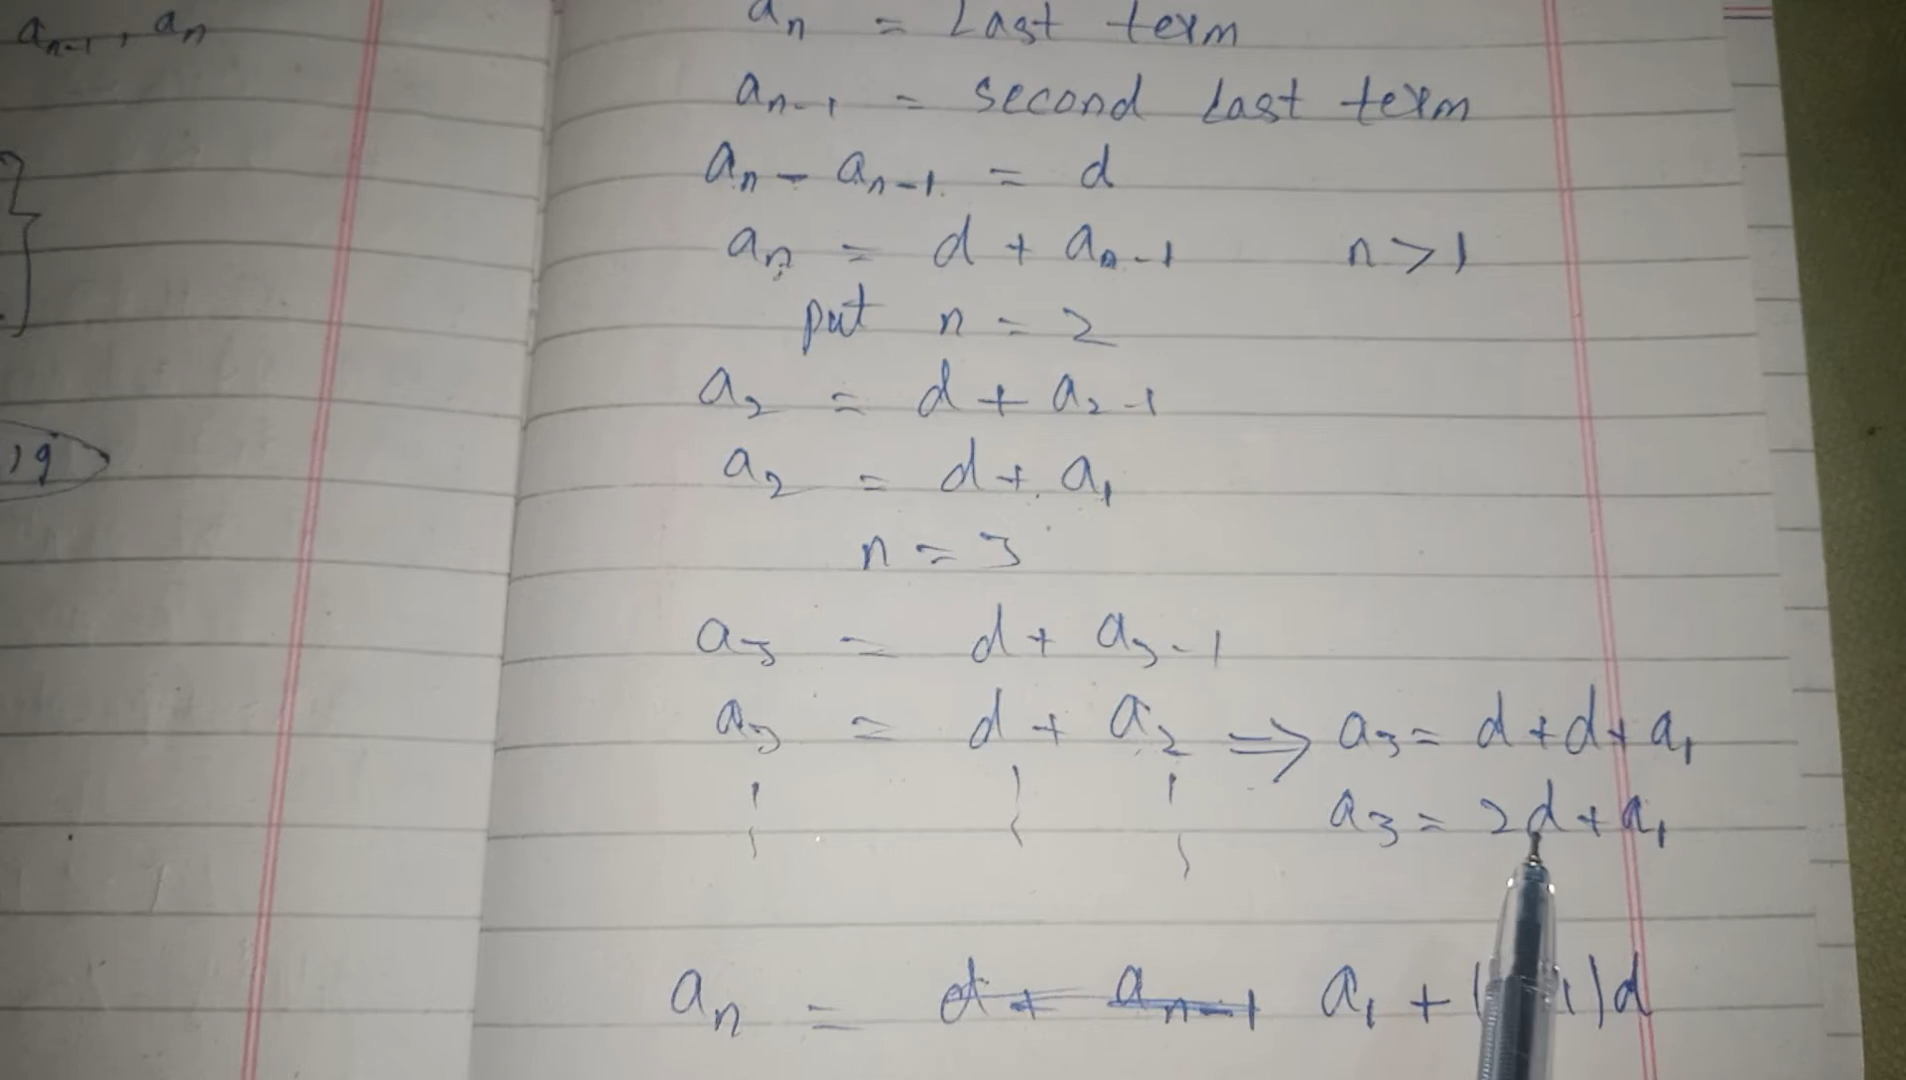 aₙ₋₁, aₙ
19
aₙ = Last term
aₙ₋₁ = second Last term
aₙ - aₙ₋₁ = d
aₙ = d + aₙ₋₁ n > 1
put n = 2
a₂ = d + a₂₋₁
a₂ = d + a₁
n = 3
a₃ = d + a₃₋₁
a₃ = d + a₂ ⇒ a₃ = d + d + a₁
a₃ = 2d + a₁
aₙ = d + aₙ₋₁ a₁ + ( 1)d